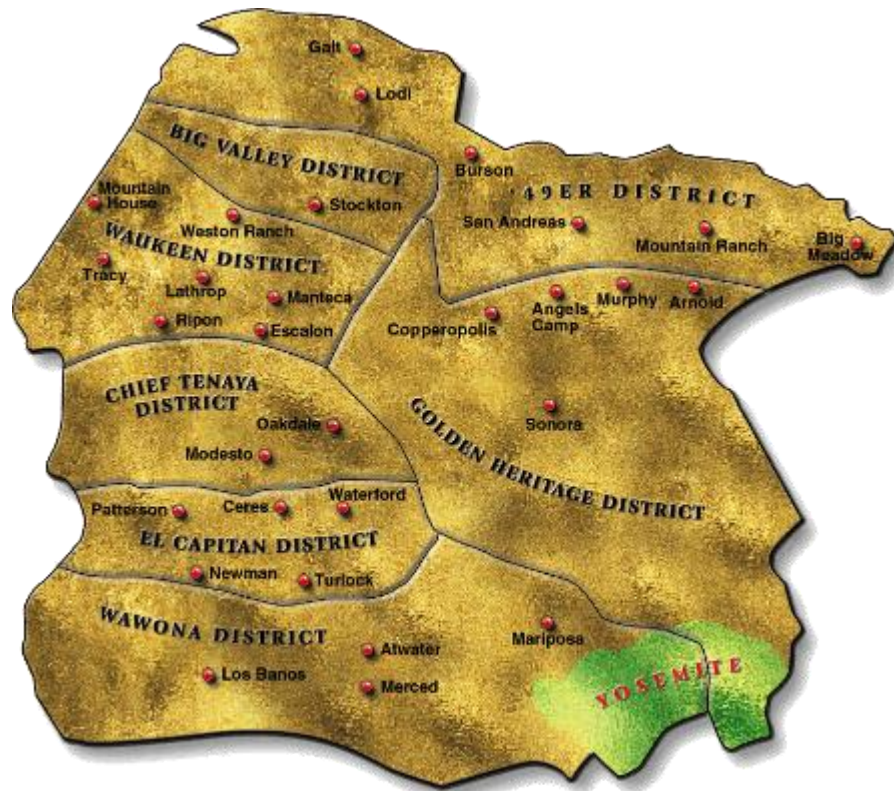 Galt
Lodi
BIG VALLEY DISTRICT
Burson
'49ER DISTRICT
Mountain
House
Stockton
San Andreas
Weston Ranch
Mountain Ranch
Big
Meadow
WAUKEEN DISTRICT
Tracy
Lathrop
Manteca
Murphy
Arnold
Angels
Camp
Copperopolis
Ripon
Escalon
CHIEF TENAYA
DISTRICT
Oakdale
Sonora
GOLDEN HERITAGE DISTRICT
Modesto
Waterford
Patterson
Ceres
EL CAPITAN DISTRICT
Newman
Turlock
WAWONA DISTRICT
Mariposa
Atwater
Los Banos
Merced
YOSEMITE